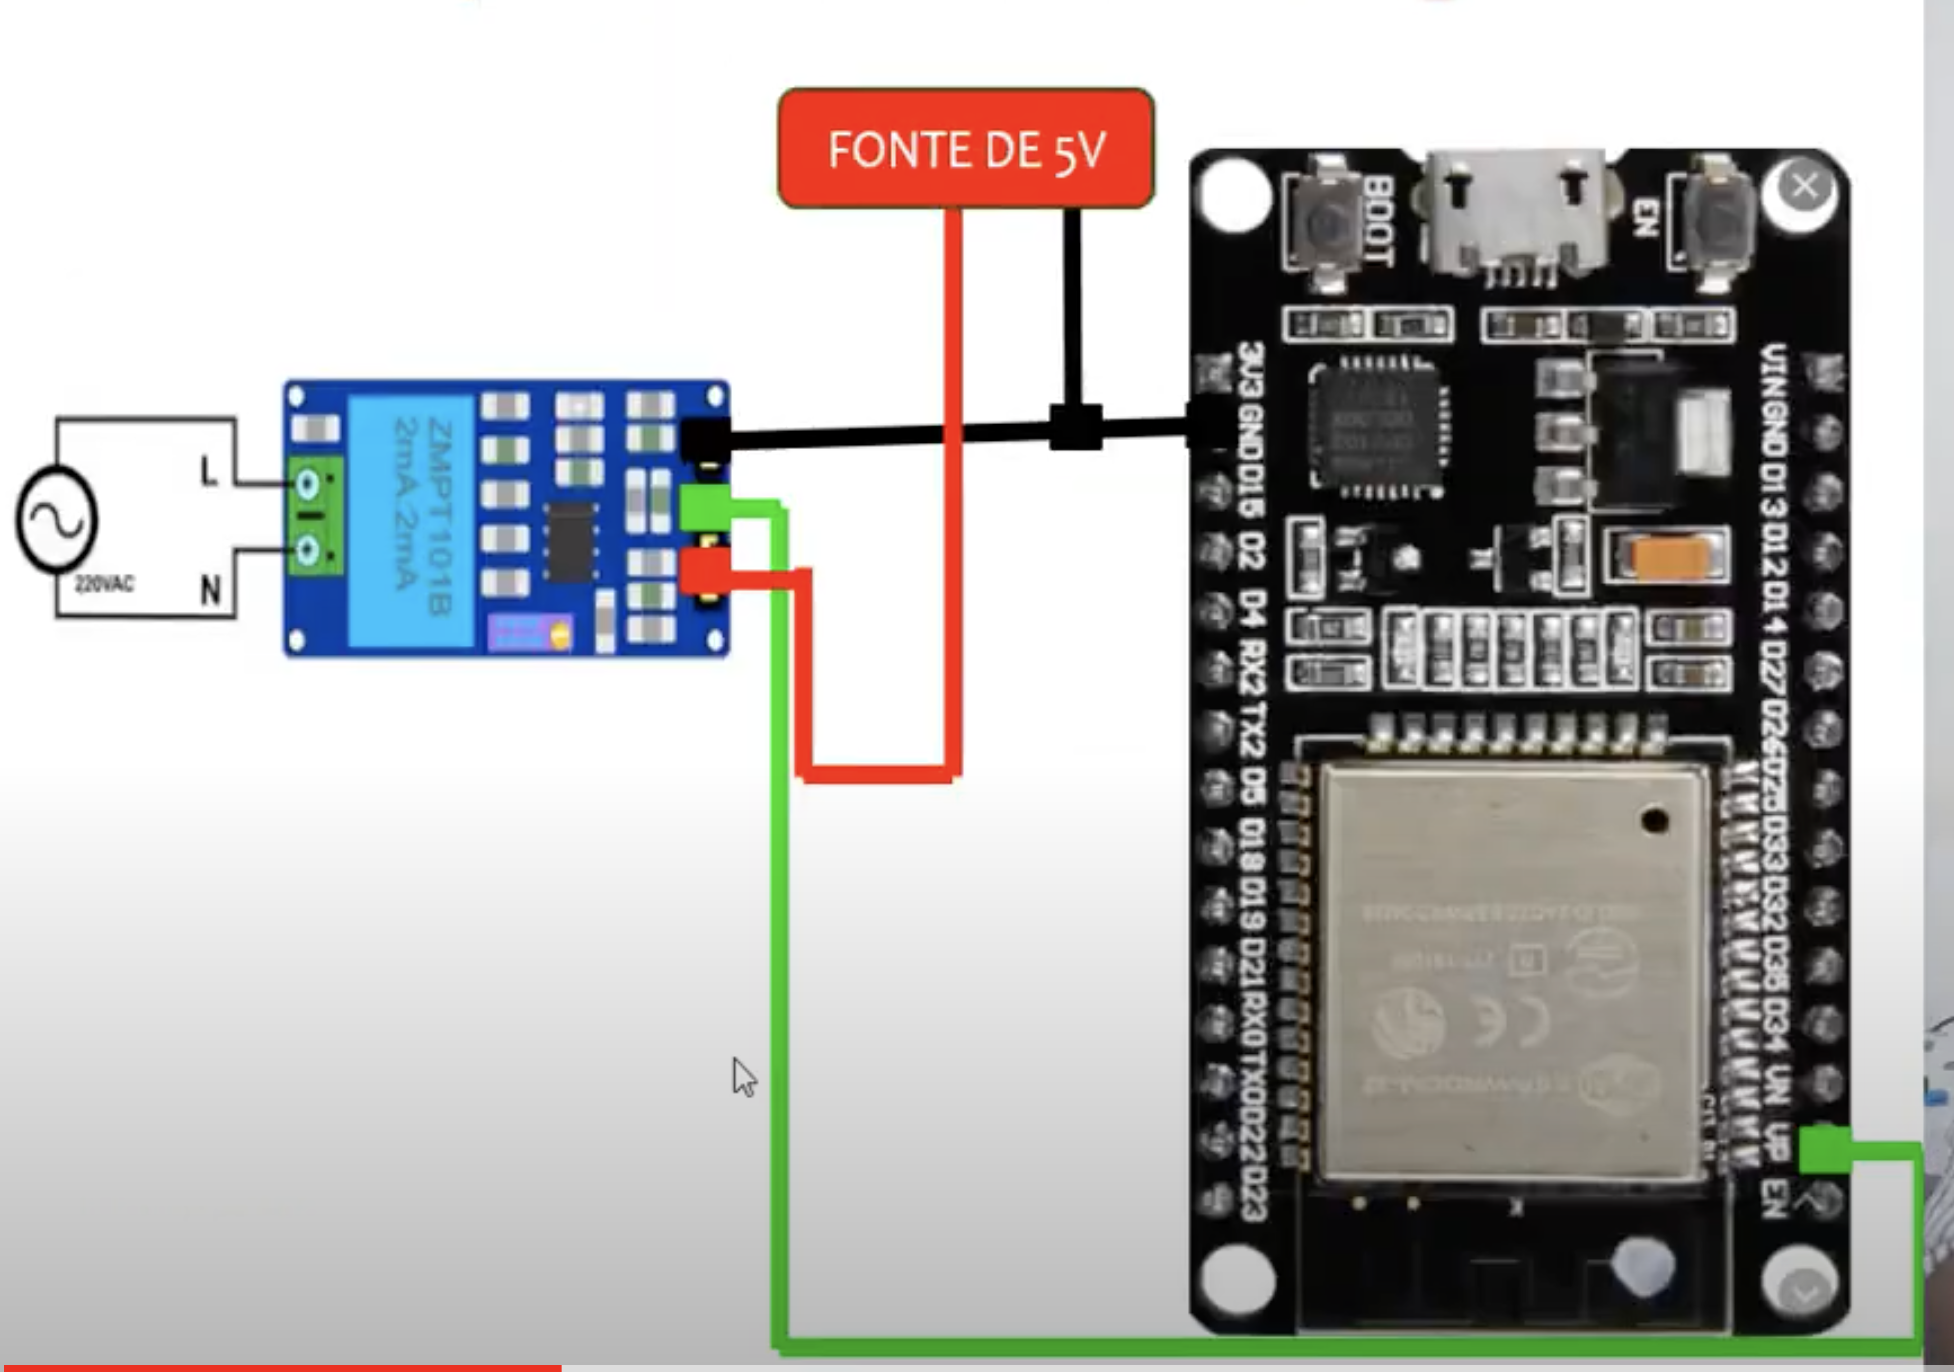 FONTE DE 5V
BOOT
EN
L
N
220VAC
ZMPT101B
2mA.2mA
3V3 GND D15 D2 D4 RX2 TX2 D5 D18 D19 D21 RX0 TX0 D22 D23
VIN GND D13 D12 D14 D27 D26 D25 D33 D32 D35 D34 VN VP EN
CE